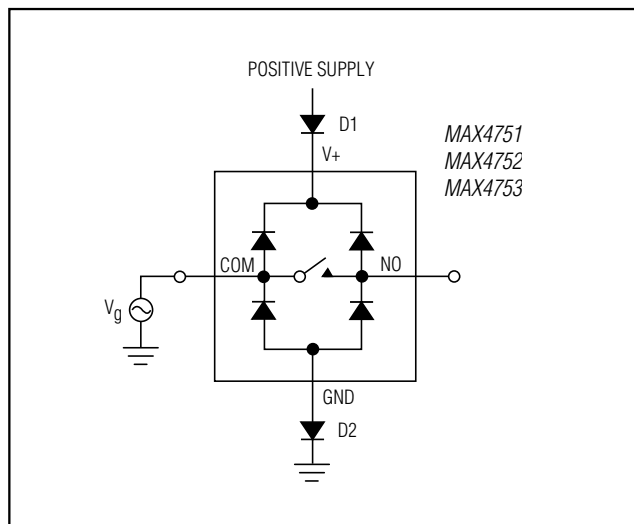 POSITIVE SUPPLY
D1
V+
MAX4751
MAX4752
MAX4753
COM
NO
Vg
GND
D2